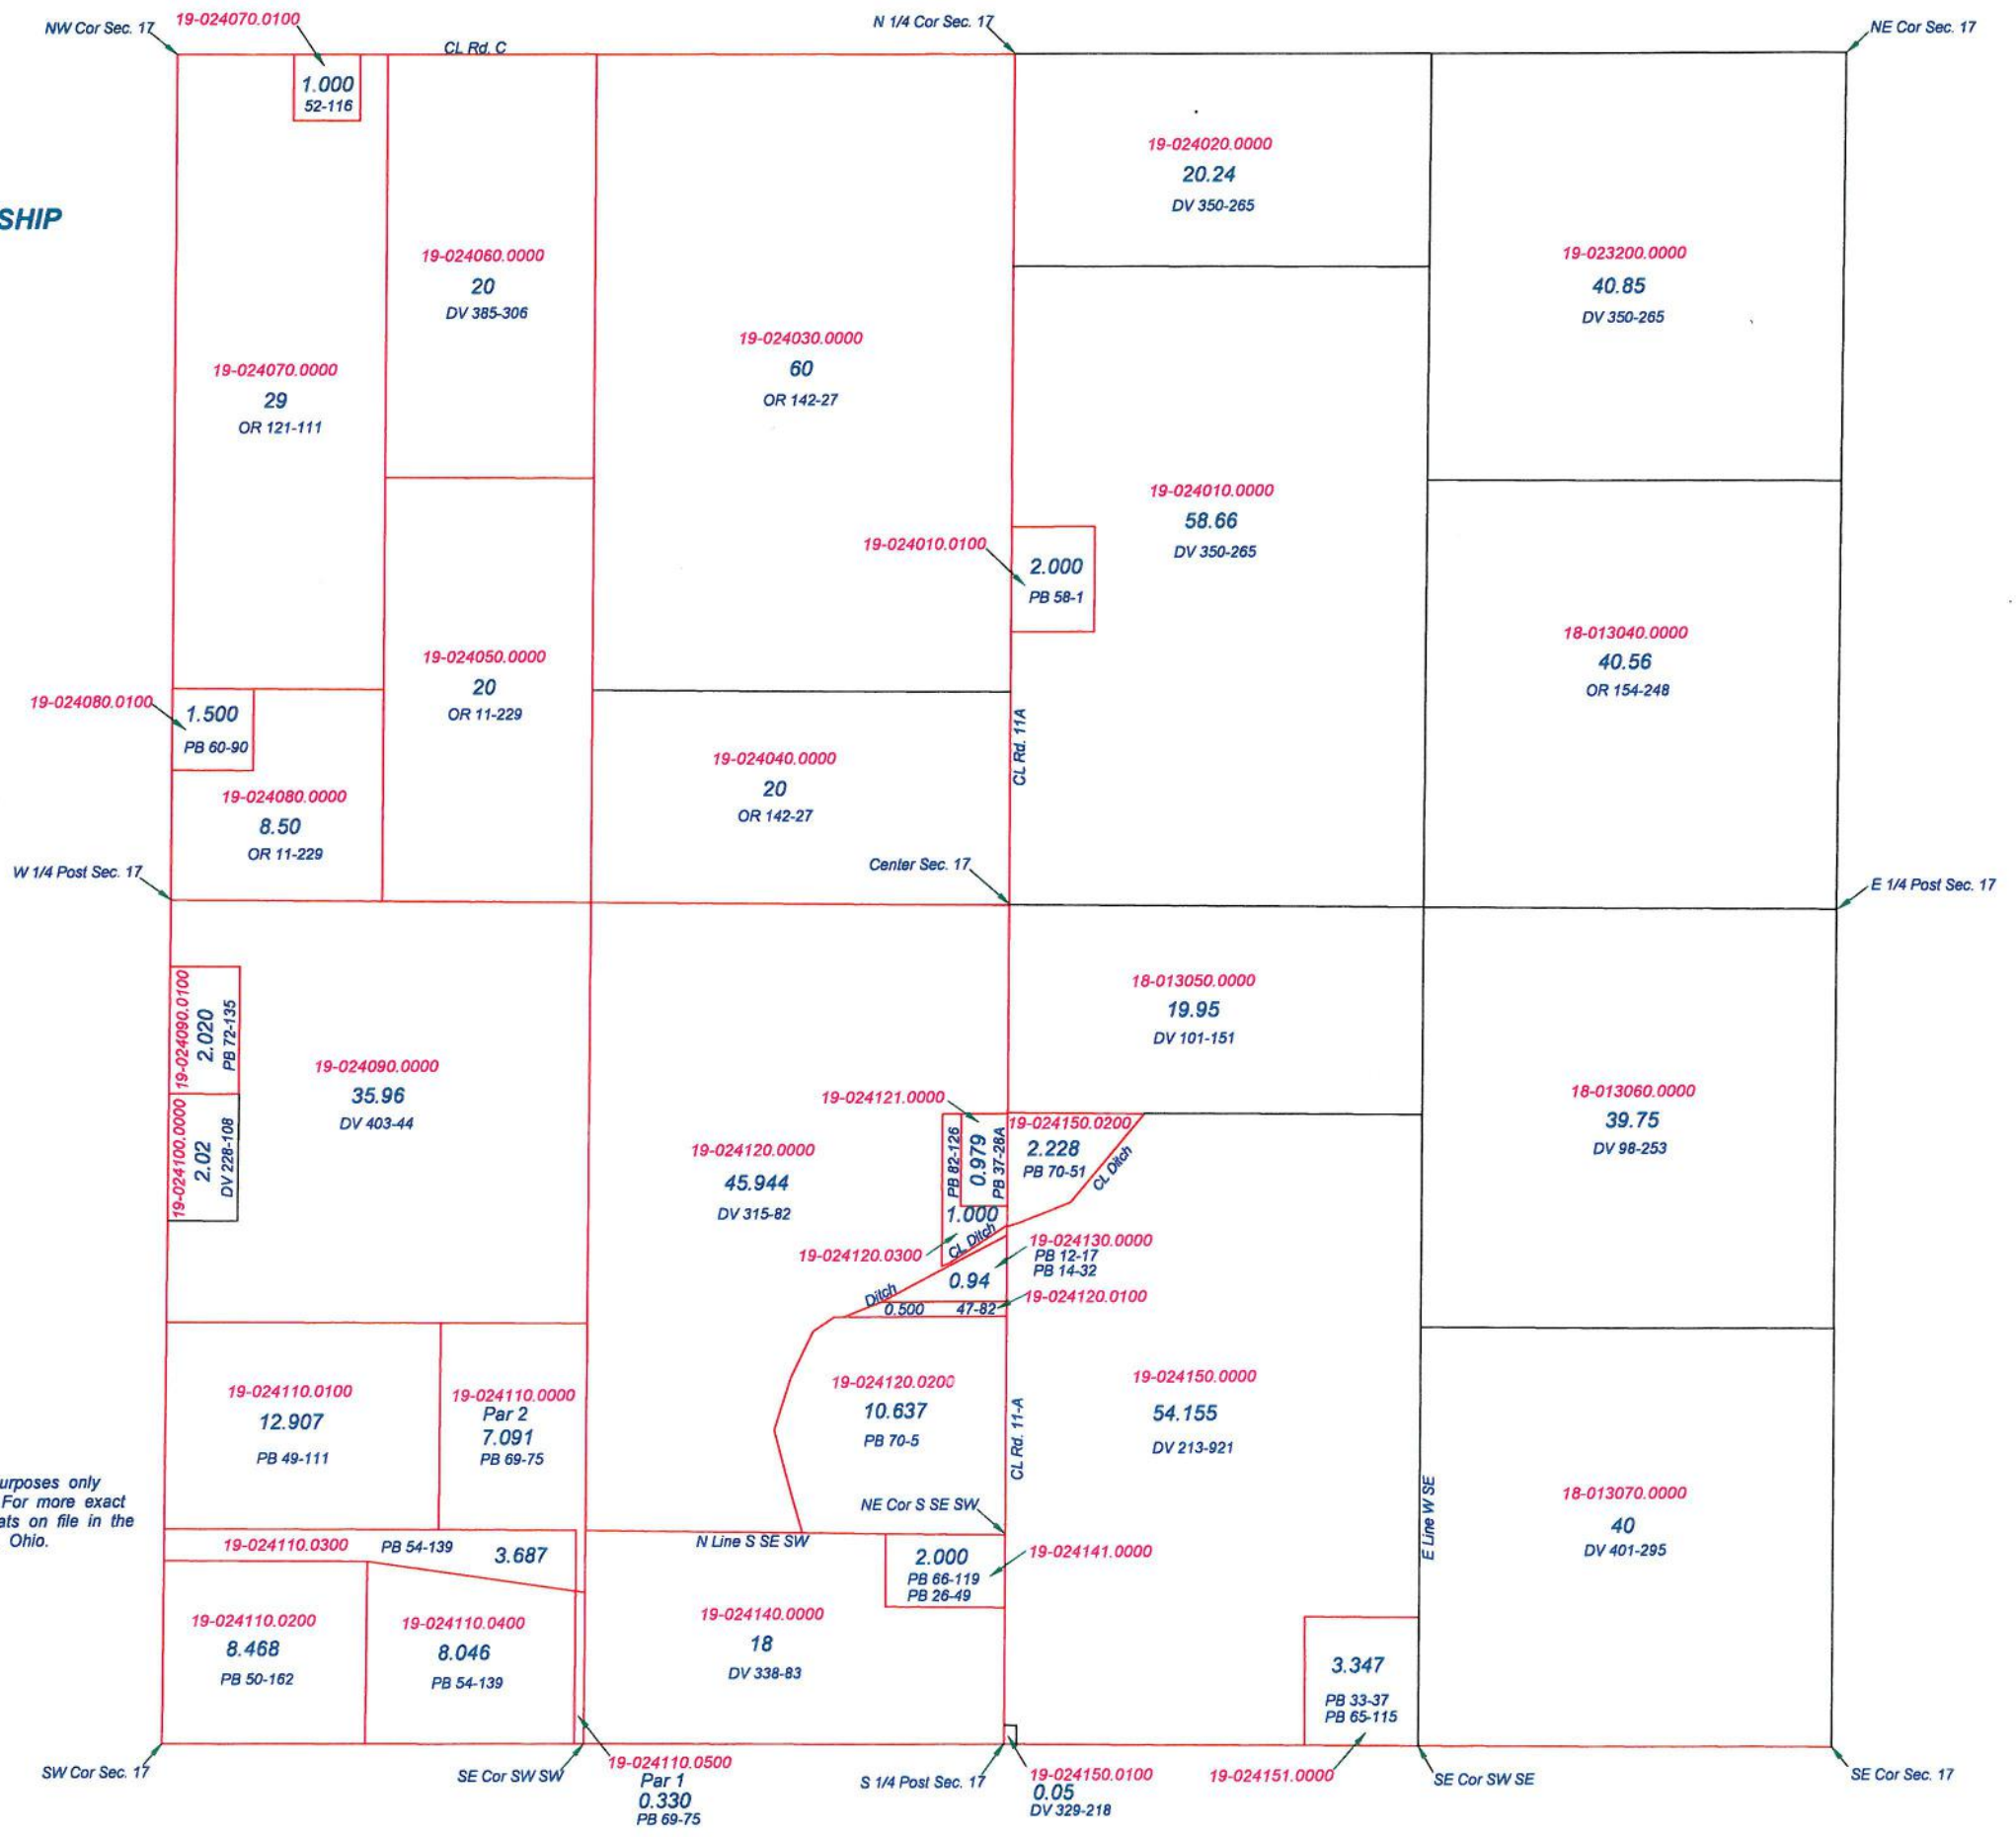 NW Cor Sec. 17
19-024070.0100
CL Rd. C
N 1/4 Cor Sec. 17
NE Cor Sec. 17
1.000
52-116
SHIP
19-024020.0000
20.24
DV 350-265
19-024060.0000
20
DV 385-306
19-023200.0000
40.85
DV 350-265
19-024070.0000
29
OR 121-111
19-024030.0000
60
OR 142-27
19-024010.0000
58.66
DV 350-265
19-024010.0100
2.000
PB 58-1
19-024050.0000
20
OR 11-229
18-013040.0000
40.56
OR 154-248
19-024080.0100
1.500
PB 60-90
CL Rd. 11A
19-024040.0000
20
OR 142-27
19-024080.0000
8.50
OR 11-229
W 1/4 Post Sec. 17
Center Sec. 17
E 1/4 Post Sec. 17
19-024090.0100
2.020
PB 72-135
18-013050.0000
19.95
DV 101-151
19-024090.0000
35.96
DV 403-44
19-024100.0000
2.02
DV 228-108
19-024121.0000
18-013060.0000
39.75
DV 98-253
19-024120.0000
45.944
DV 315-82
PB 82-126
0.979
PB 37-28A
19-024150.0200
2.228
PB 70-51
CL Ditch
1.000
CL Ditch
19-024120.0300
19-024130.0000
PB 12-17
PB 14-32
0.94
Ditch
0.500 47-82
19-024120.0100
19-024110.0100
12.907
PB 49-111
19-024110.0000
Par 2
7.091
PB 69-75
19-024120.0200
10.637
PB 70-5
CL Rd. 11-A
19-024150.0000
54.155
DV 213-921
urposes only
For more exact
ats on file in the
Ohio.
NE Cor S SE SW
E Line W SE
18-013070.0000
40
DV 401-295
19-024110.0300
PB 54-139
3.687
N Line S SE SW
2.000
PB 66-119
PB 26-49
19-024141.0000
19-024110.0200
8.468
PB 50-162
19-024110.0400
8.046
PB 54-139
19-024140.0000
18
DV 338-83
3.347
PB 33-37
PB 65-115
SW Cor Sec. 17
SE Cor SW SW
19-024110.0500
Par 1
0.330
PB 69-75
S 1/4 Post Sec. 17
19-024150.0100
0.05
DV 329-218
19-024151.0000
SE Cor SW SE
SE Cor Sec. 17